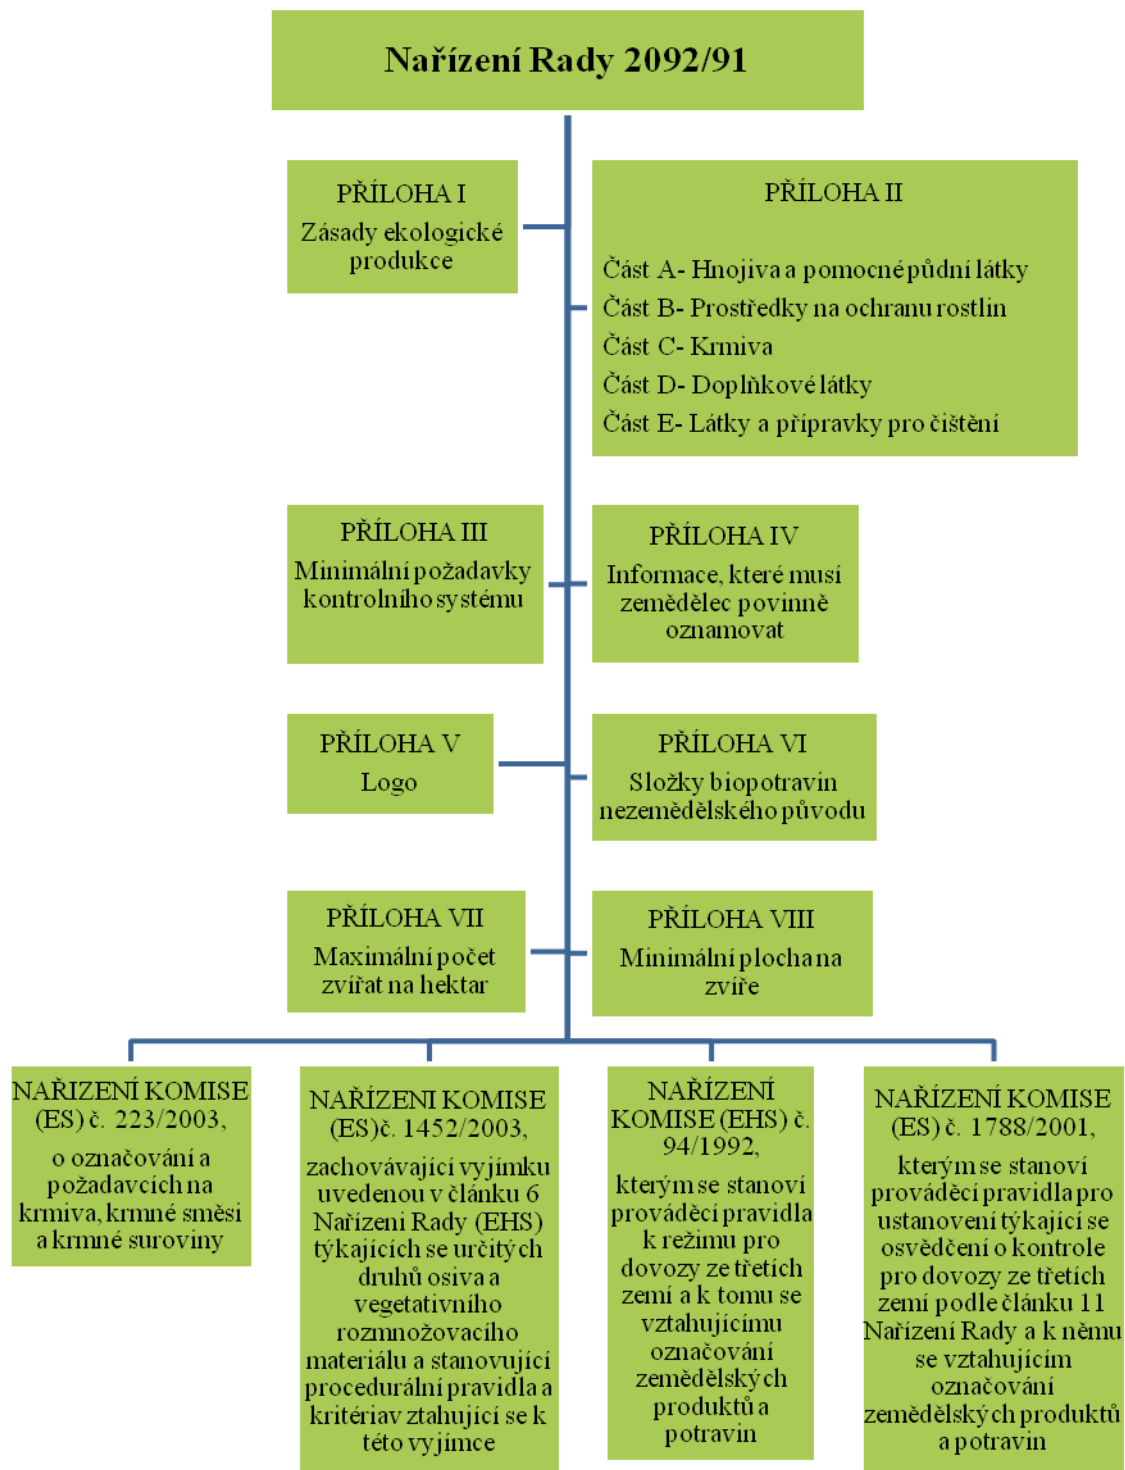 Nařízení Rady 2092/91
PŘÍLOHA I
Zásady ekologické
produkce
PŘÍLOHA II
Část A- Hnojiva a pomocné půdní látky
Část B- Prostředky na ochranu rostlin
Část C- Krmiva
Část D- Doplňkové látky
Část E- Látky a přípravky pro čištění
PŘÍLOHA III
Minimální požadavky
kontrolního systému
PŘÍLOHA IV
Informace, které musí
zemědělec povinně
oznamovat
PŘÍLOHA V
Logo
PŘÍLOHA VI
Složky biopotravin
nezemědělského původu
PŘÍLOHA VII
Maximální počet
zvířat na hektar
PŘÍLOHA VIII
Minimální plocha na
zvíře
NAŘIZENÍ KOMISE
(ES) č. 223/2003,
o označování a
požadavcích na
krmiva, krmné směsi
a krmné suroviny
NAŘÍZENI KOMISE
(ES)č. 1452/2003,
zachovávající vyjímku
uvedenou v článku 6
Nařízeni Rady (EHS)
týkajících se určitých
druhů osiva a
vegetativního
rozmnožovacího
materiálu a stanovující
procedurální pravidla a
kritériav ztahující se k
této vyjímce
NAŘÍZENÍ
KOMISE (EHS) č.
94/1992,
kterým se stanoví
prováděcí pravidla
k režimu pro
dovozy ze třetích
zemí a k tomu se
vztahujícímu
označování
zemědělských
produktů a
potravin
NAŘÍZENÍ KOMISE
(ES) č. 1788/2001,
kterým se stanoví
prováděcí pravidla pro
ustanovení týkající se
osvědčení o kontrole
pro dovozy ze třetích
zemí podle článku 11
Nařízení Rady a k němu
se vztahujícím
označování
zemědělských produktů
a potravin